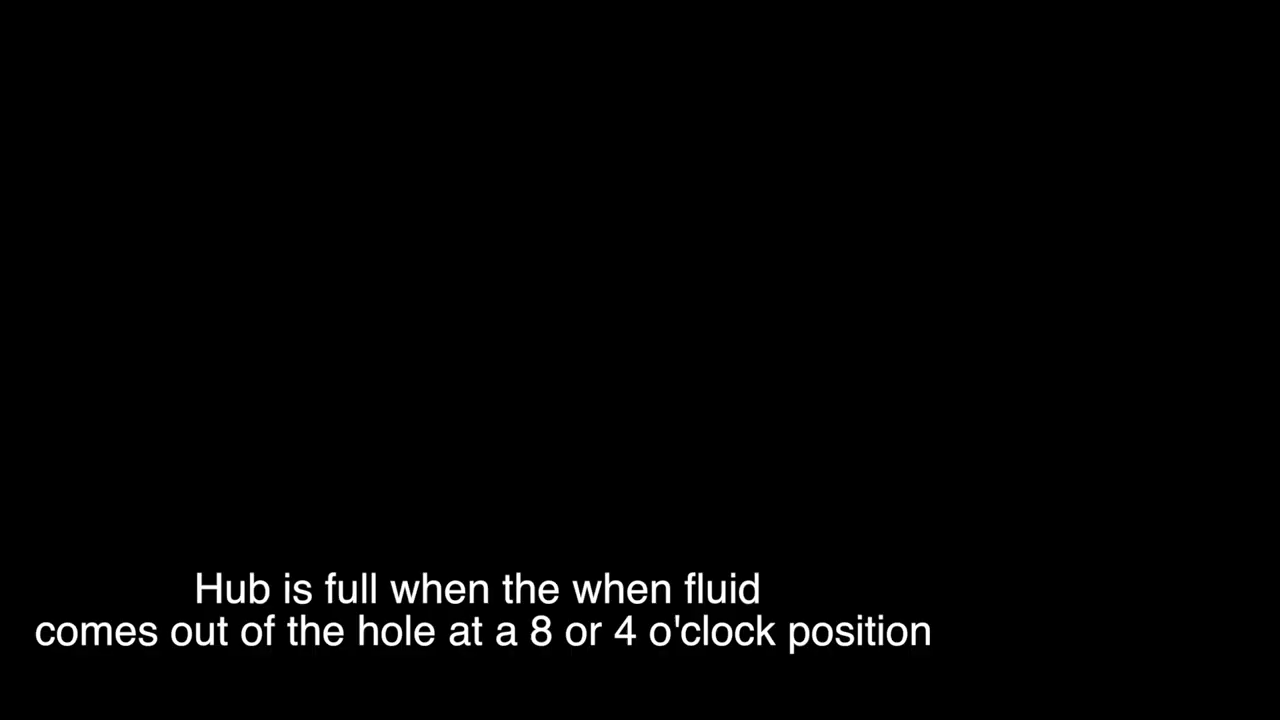 Hub is full when the when fluid
comes out of the hole at a 8 or 4 o'clock position